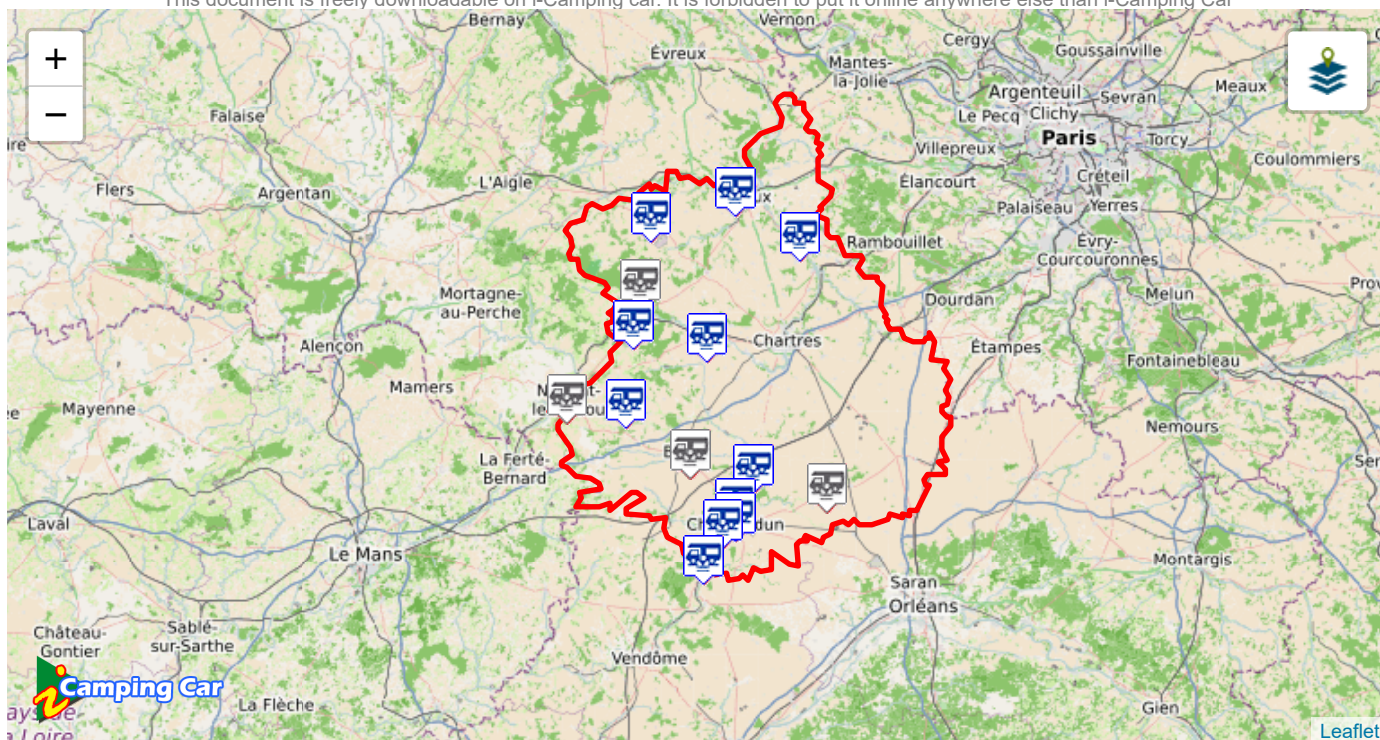 This document is freely downloadable on i-Camping car. It is forbidden to put it online anywhere else than i-Camping Car
Bernay
Vernon
Cergy
Goussainville
Évreux
Mantes-
la-Jolie
Argenteuil
Sevran
Meaux
Le Pecq
Clichy
Falaise
Paris
Torcy
Villepreux
Coulommiers
Flers
Argentan
L'Aigle
Élancourt
Créteil
Palaiseau
Yerres
Rambouillet
Évry-
Courcouronnes
Mortagne-
au-Perche
Dourdan
Melun
Alençon
Chartres
Étampes
Fontainebleau
Mamers
Mayenne
Nemours
La Ferté-
Bernard
Laval
Le Mans
Montargis
Saran
Orléans
Château-
Gontier
Sablé-
sur-Sarthe
Vendôme
i Camping Car
La Flèche
Gien
la Loire
Leaflet
+
−